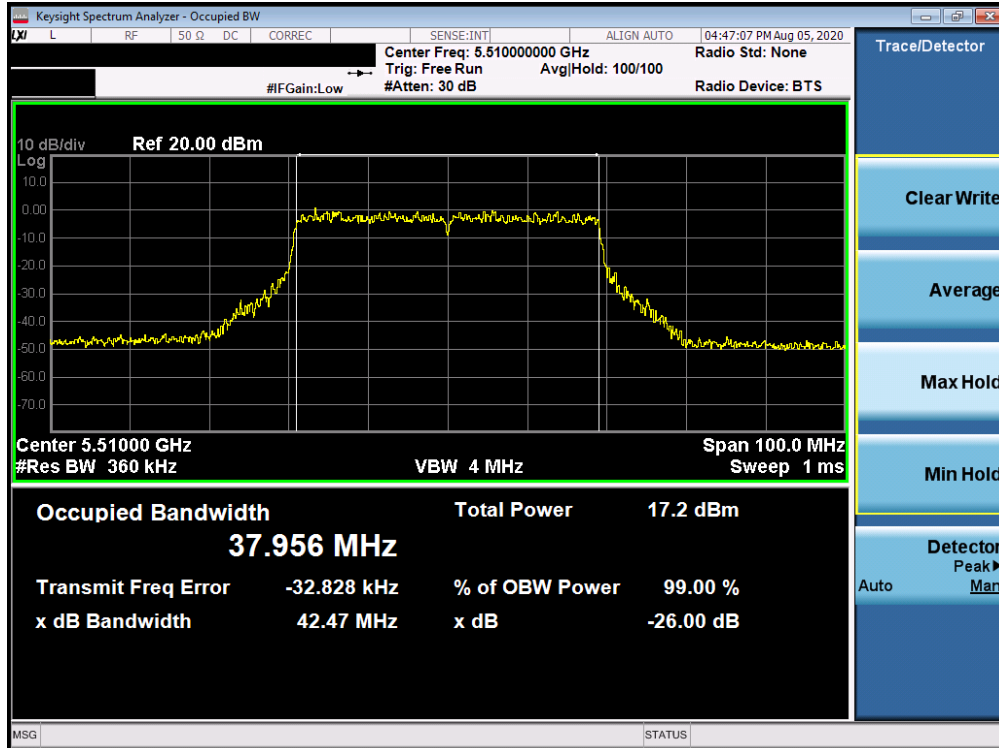 Keysight Spectrum Analyzer - Occupied BW
LXI L RF 50 Ω DC CORREC SENSE:INT ALIGN AUTO 04:47:07 PM Aug 05, 2020
Center Freq: 5.510000000 GHz Radio Std: None
Trig: Free Run Avg|Hold: 100/100
#IFGain:Low #Atten: 30 dB Radio Device: BTS
Trace/Detector
10 dB/div Ref 20.00 dBm
Log
10.0
0.00
-10.0
-20.0
-30.0
-40.0
-50.0
-60.0
-70.0
Center 5.51000 GHz Span 100.0 MHz
#Res BW 360 kHz VBW 4 MHz Sweep 1 ms
Occupied Bandwidth Total Power 17.2 dBm
37.956 MHz
Transmit Freq Error -32.828 kHz % of OBW Power 99.00 %
x dB Bandwidth 42.47 MHz x dB -26.00 dB
Clear Write
Average
Max Hold
Min Hold
Detector
Peak▶
Auto Man
MSG STATUS